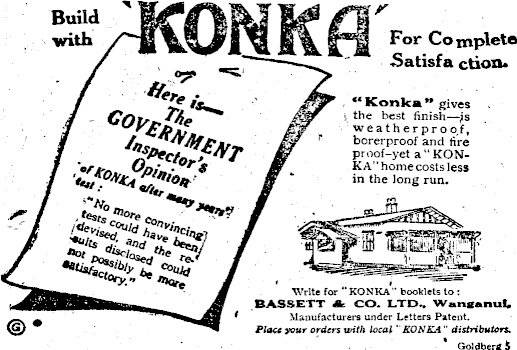 Build
with
'KONKA'
For Complete
Satisfaction.
Here is—
The
GOVERNMENT
Inspector's
Opinion
of KONKA after many years'
test:
"No more convincing
tests could have been
devised, and the re-
sults disclosed could
not possibly be more
satisfactory."
"Konka" gives
the best finish—is
weatherproof,
borerproof and fire
proof—yet a "KON-
KA" home costs less
in the long run.
Write for "KONKA" booklets to:
BASSETT & CO. LTD., Wanganui,
Manufacturers under Letters Patent.
Place your orders with local "KONKA" distributors.
G
Goldberg 5